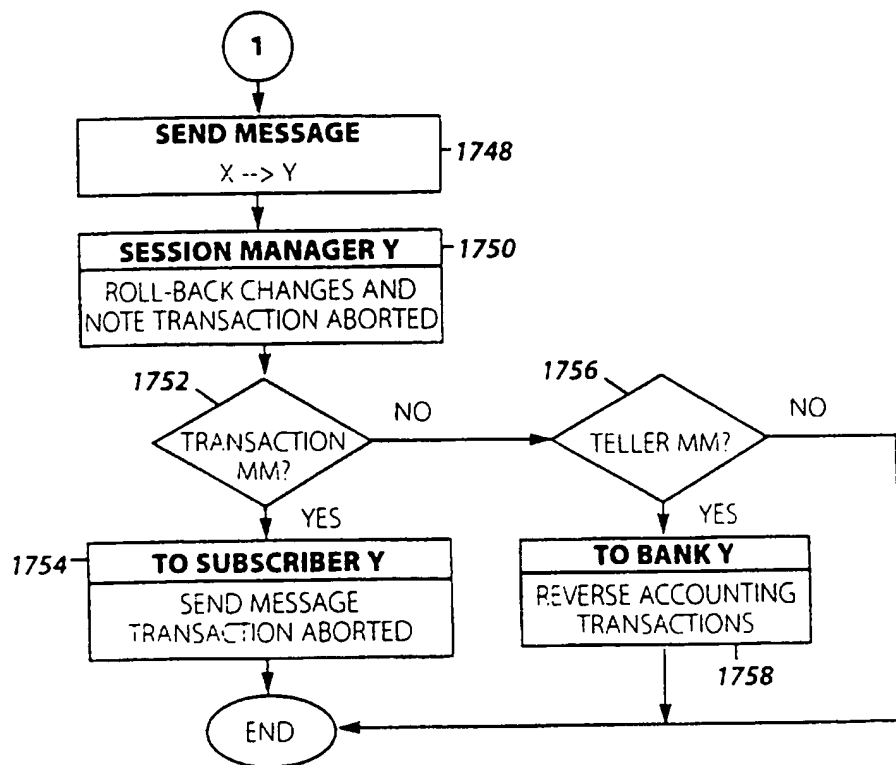 1
SEND MESSAGE
X --> Y
1748
SESSION MANAGER Y
1750
ROLL-BACK CHANGES AND
NOTE TRANSACTION ABORTED
1752
TRANSACTION
MM?
NO
1756
TELLER MM?
NO
YES
YES
1754
TO SUBSCRIBER Y
SEND MESSAGE
TRANSACTION ABORTED
TO BANK Y
REVERSE ACCOUNTING
TRANSACTIONS
1758
END